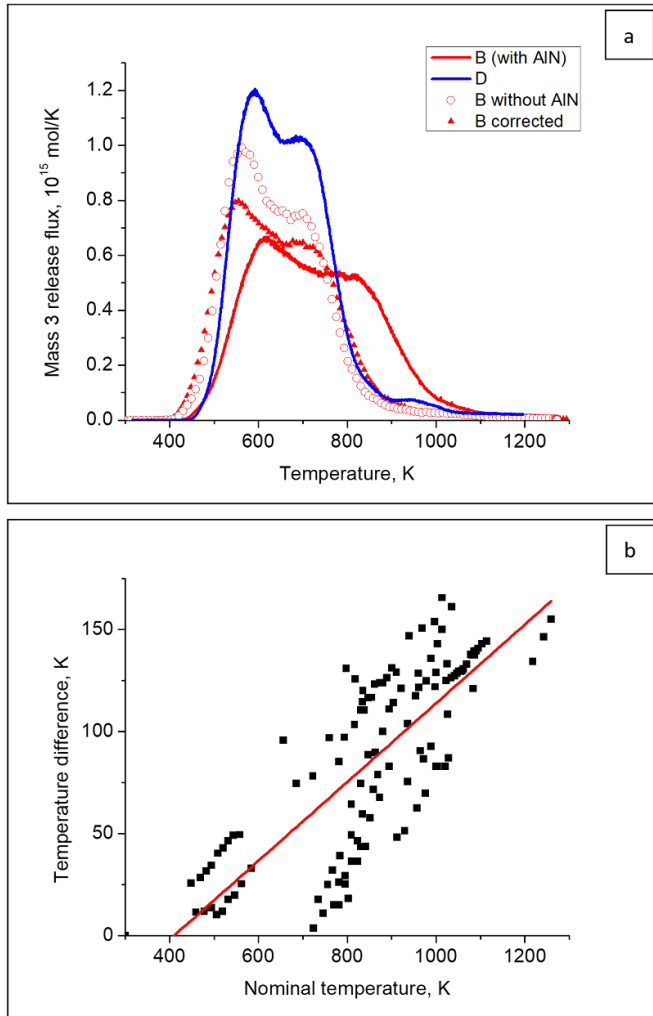 a
B (with AlN)
D
B without AlN
B corrected
1.2
1.0
0.8
0.6
0.4
0.2
0.0
Mass 3 release flux, 10¹⁵ mol/K
400 600 800 1000 1200
Temperature, K
b
150
100
50
0
Temperature difference, K
400 600 800 1000 1200
Nominal temperature, K